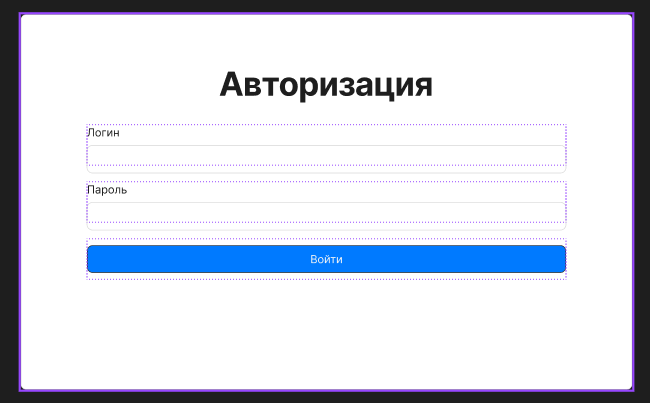 Авторизация
Логин
Пароль
Войти